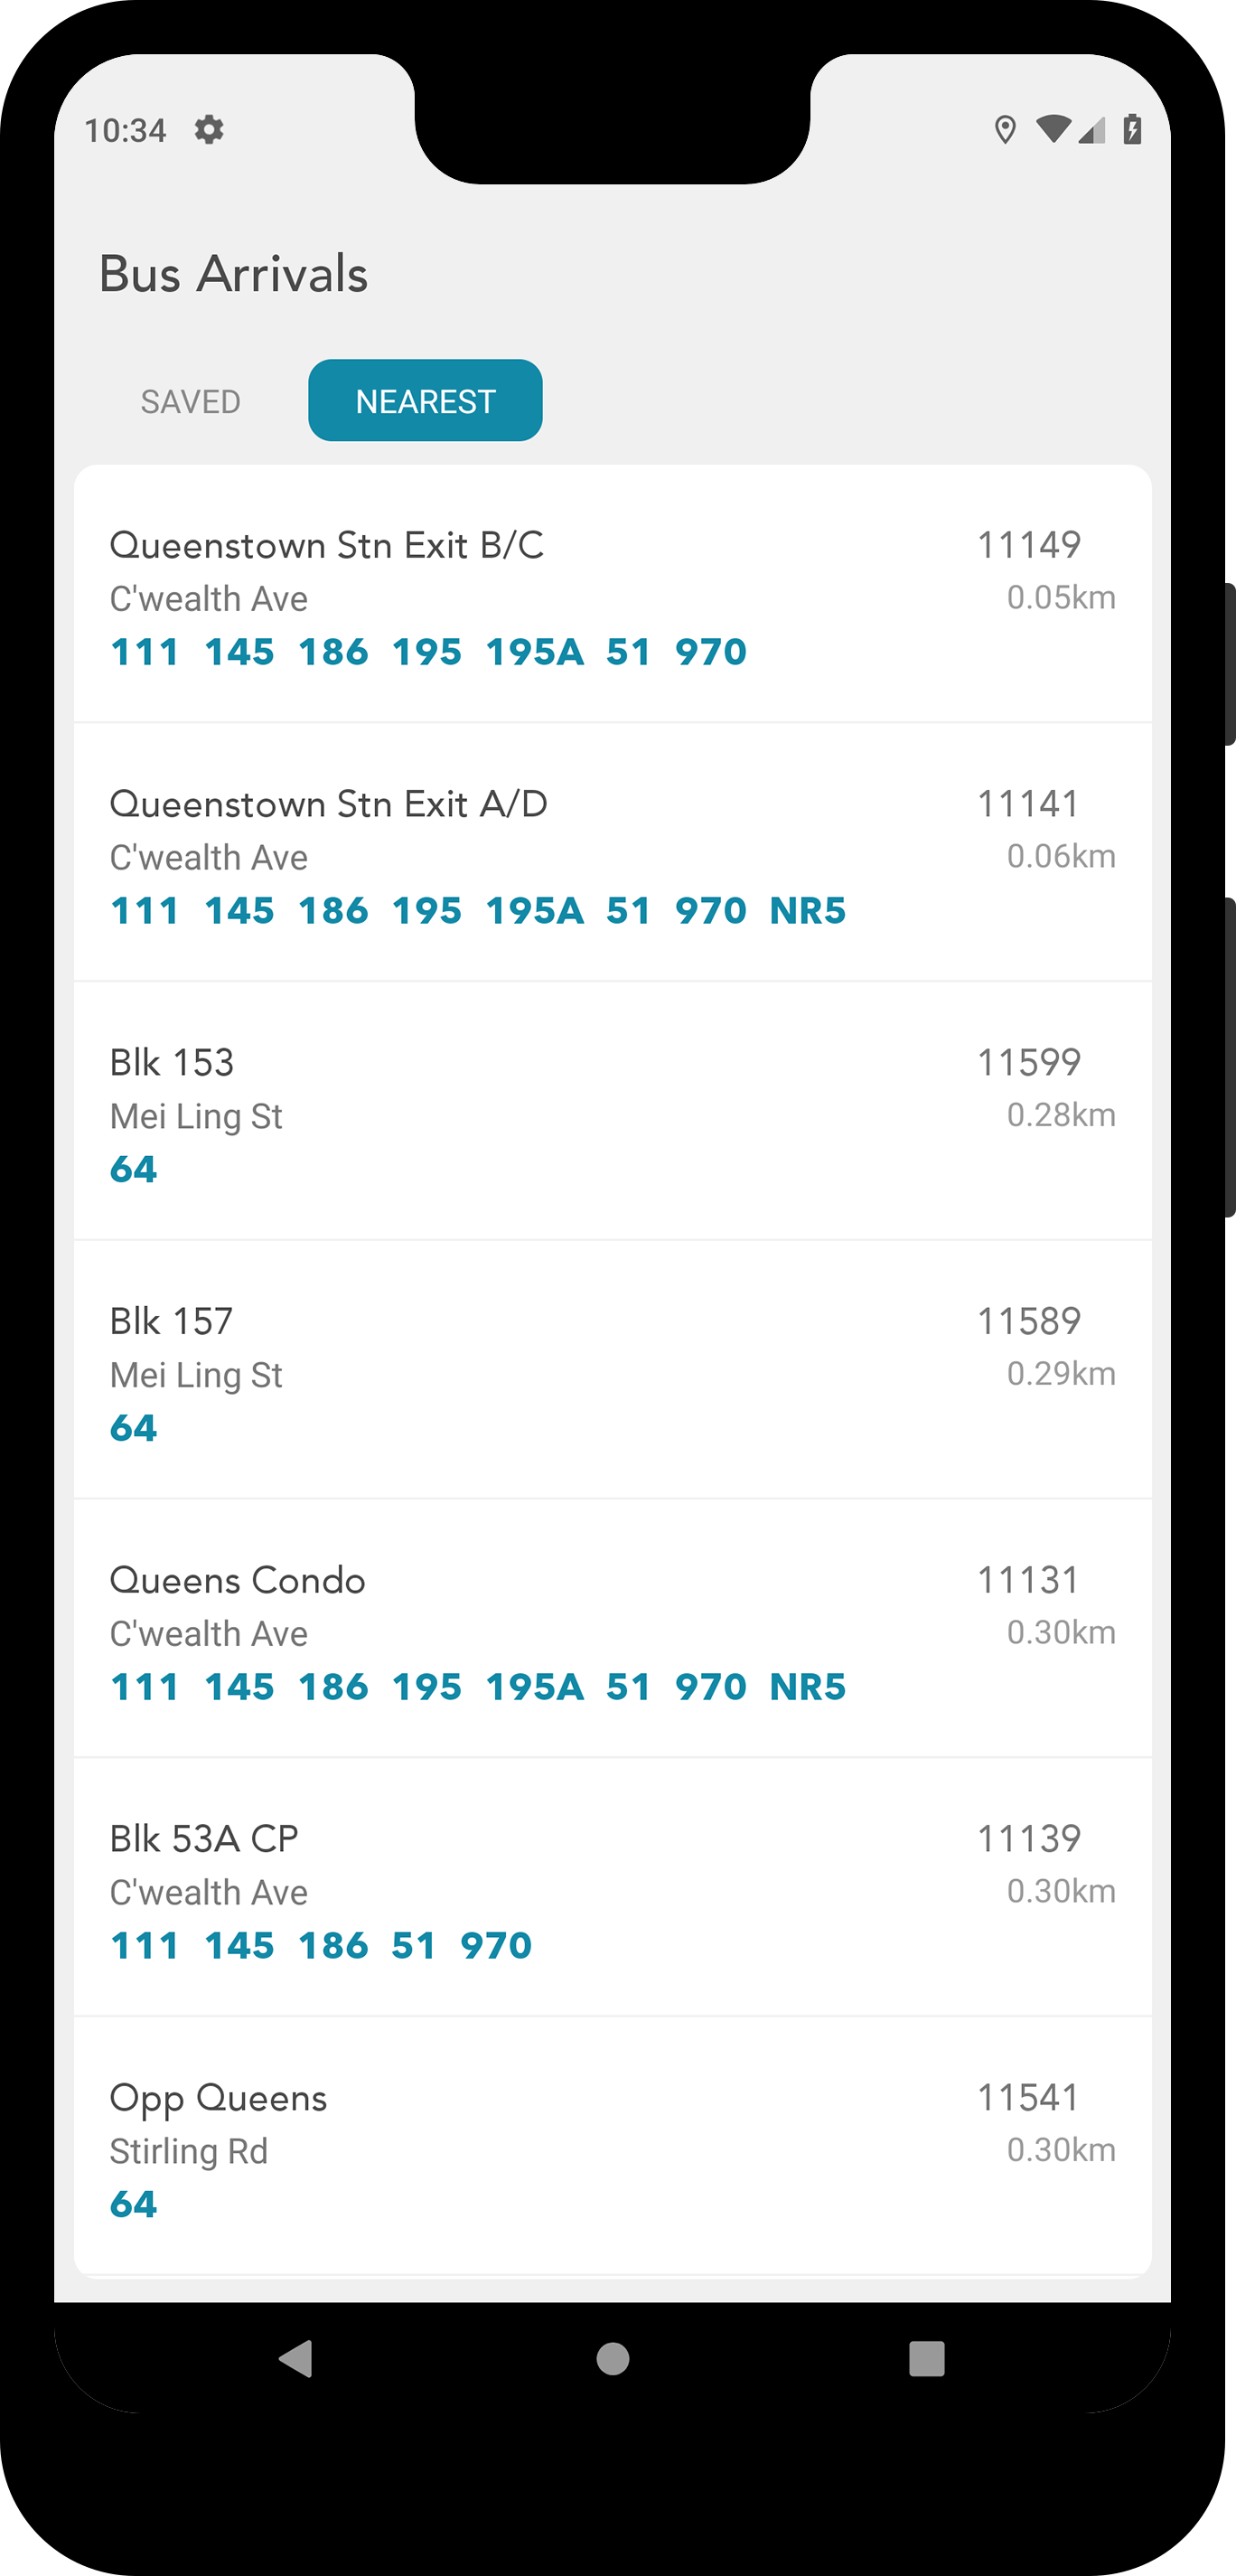 10:34
Bus Arrivals
SAVED NEAREST
Queenstown Stn Exit B/C 11149
C'wealth Ave 0.05km
111 145 186 195 195A 51 970
Queenstown Stn Exit A/D 11141
C'wealth Ave 0.06km
111 145 186 195 195A 51 970 NR5
Blk 153 11599
Mei Ling St 0.28km
64
Blk 157 11589
Mei Ling St 0.29km
64
Queens Condo 11131
C'wealth Ave 0.30km
111 145 186 195 195A 51 970 NR5
Blk 53A CP 11139
C'wealth Ave 0.30km
111 145 186 51 970
Opp Queens 11541
Stirling Rd 0.30km
64